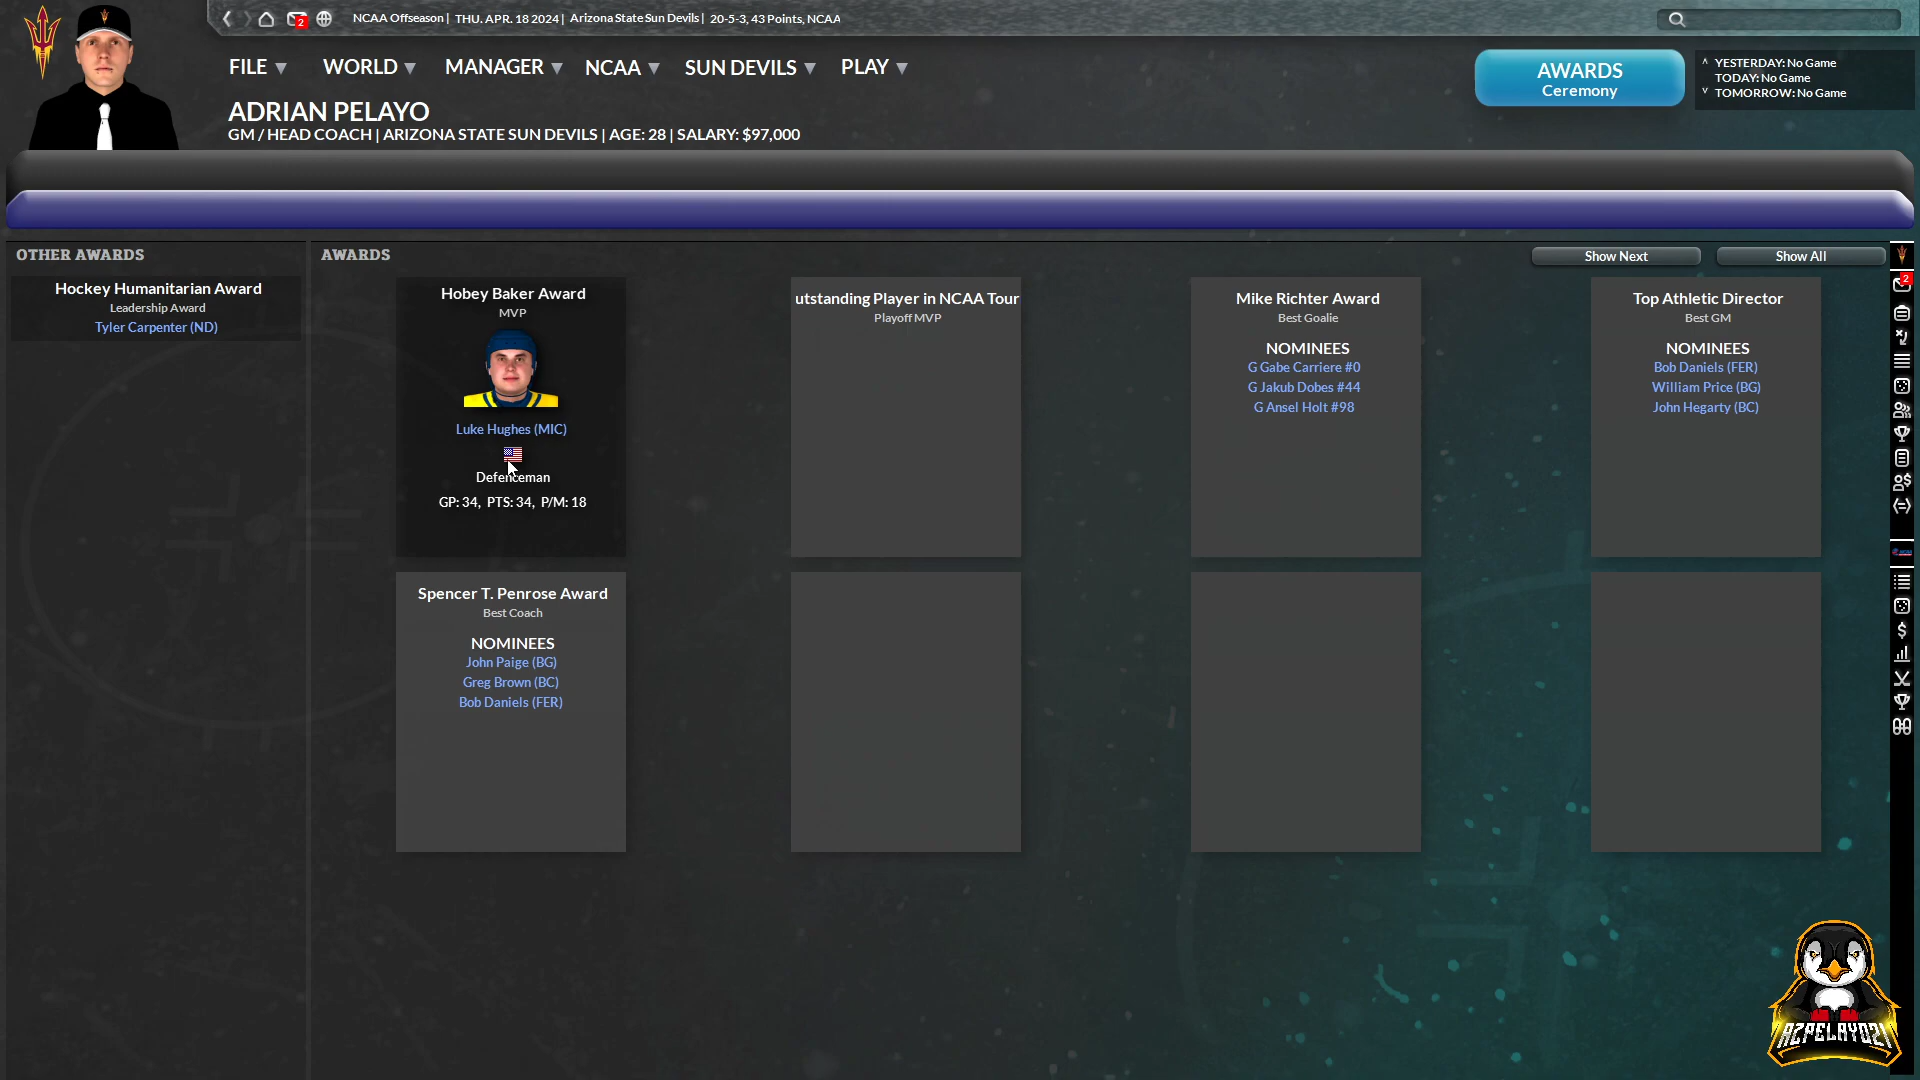 NCAA Offseason | THU. APR. 18 2024 | Arizona State Sun Devils | 20-5-3, 43 Points, NCAA
2
FILE
WORLD
MANAGER
NCAA
SUN DEVILS
PLAY
AWARDS
Ceremony
YESTERDAY: No Game
TODAY: No Game
TOMORROW: No Game
ADRIAN PELAYO
GM / HEAD COACH | ARIZONA STATE SUN DEVILS | AGE: 28 | SALARY: $97,000
OTHER AWARDS
Hockey Humanitarian Award
Leadership Award
Tyler Carpenter (ND)
AWARDS
Show Next
Show All
2
Hobey Baker Award
MVP
Luke Hughes (MIC)
Defenceman
GP: 34, PTS: 34, P/M: 18
utstanding Player in NCAA Tour
Playoff MVP
Mike Richter Award
Best Goalie
NOMINEES
G Gabe Carriere #0
G Jakub Dobes #44
G Ansel Holt #98
Top Athletic Director
Best GM
NOMINEES
Bob Daniels (FER)
William Price (BG)
John Hegarty (BC)
Spencer T. Penrose Award
Best Coach
NOMINEES
John Paige (BG)
Greg Brown (BC)
Bob Daniels (FER)
AZPELAYO21